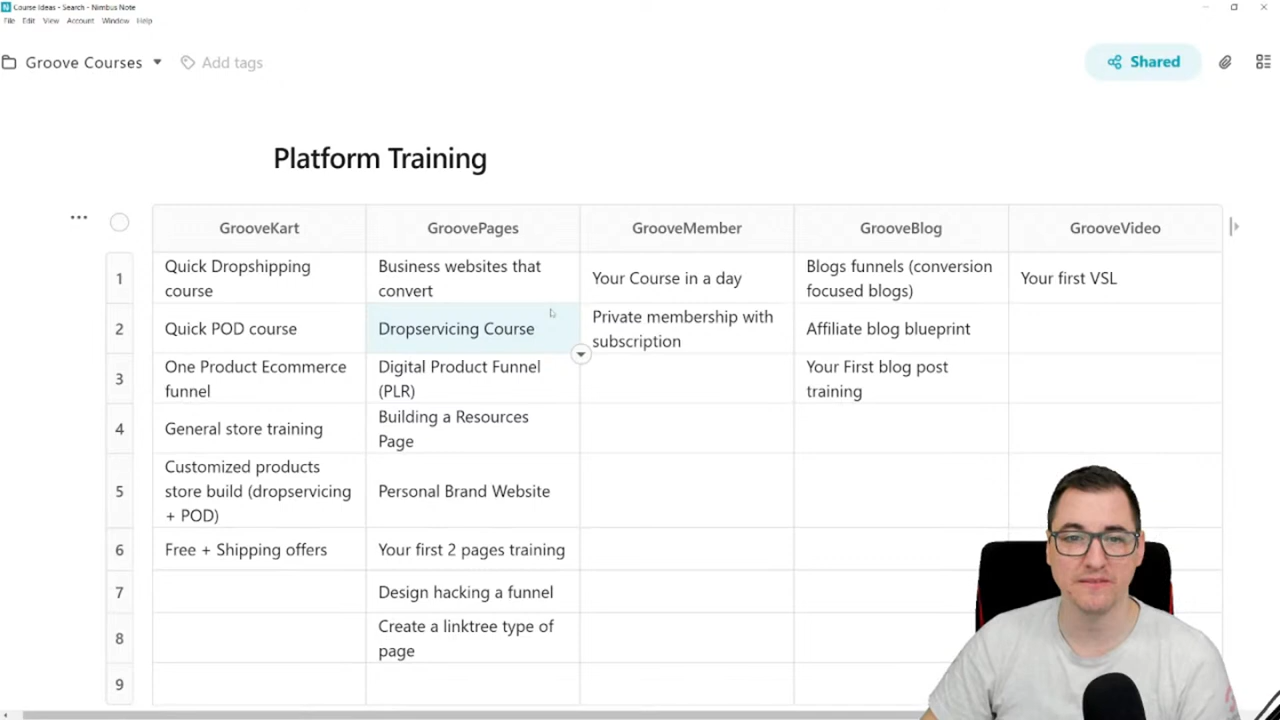 Course Ideas - Search - Nimbus Note
File Edit View Account Window Help
Groove Courses
Add tags
Shared
Platform Training
GrooveKart GroovePages GrooveMember GrooveBlog GrooveVideo
1
Quick Dropshipping
course
Business websites that
convert
Your Course in a day
Blogs funnels (conversion
focused blogs)
Your first VSL
2
Quick POD course
Dropservicing Course
Private membership with
subscription
Affiliate blog blueprint
3
One Product Ecommerce
funnel
Digital Product Funnel
(PLR)
Your First blog post
training
4
General store training
Building a Resources
Page
5
Customized products
store build (dropservicing
+ POD)
Personal Brand Website
6
Free + Shipping offers
Your first 2 pages training
7
Design hacking a funnel
8
Create a linktree type of
page
9